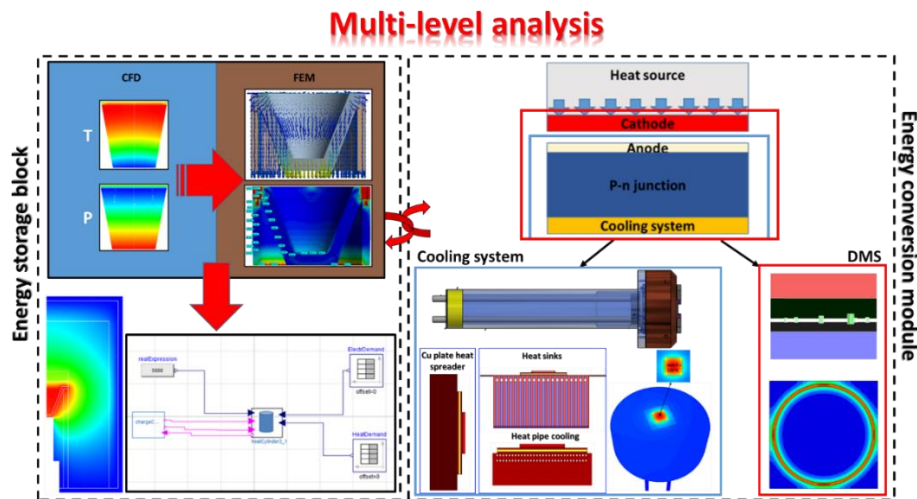 Multi-level analysis
Energy storage block
CFD
FEM
T
P
realExpression
ElectrDemand
offset=0
HeatDemand
offset=0
Heat source
Cathode
Anode
P-n junction
Cooling system
Energy conversion module
Cooling system
DMS
Cu plate heat
spreader
Heat sinks
Heat pipe cooling